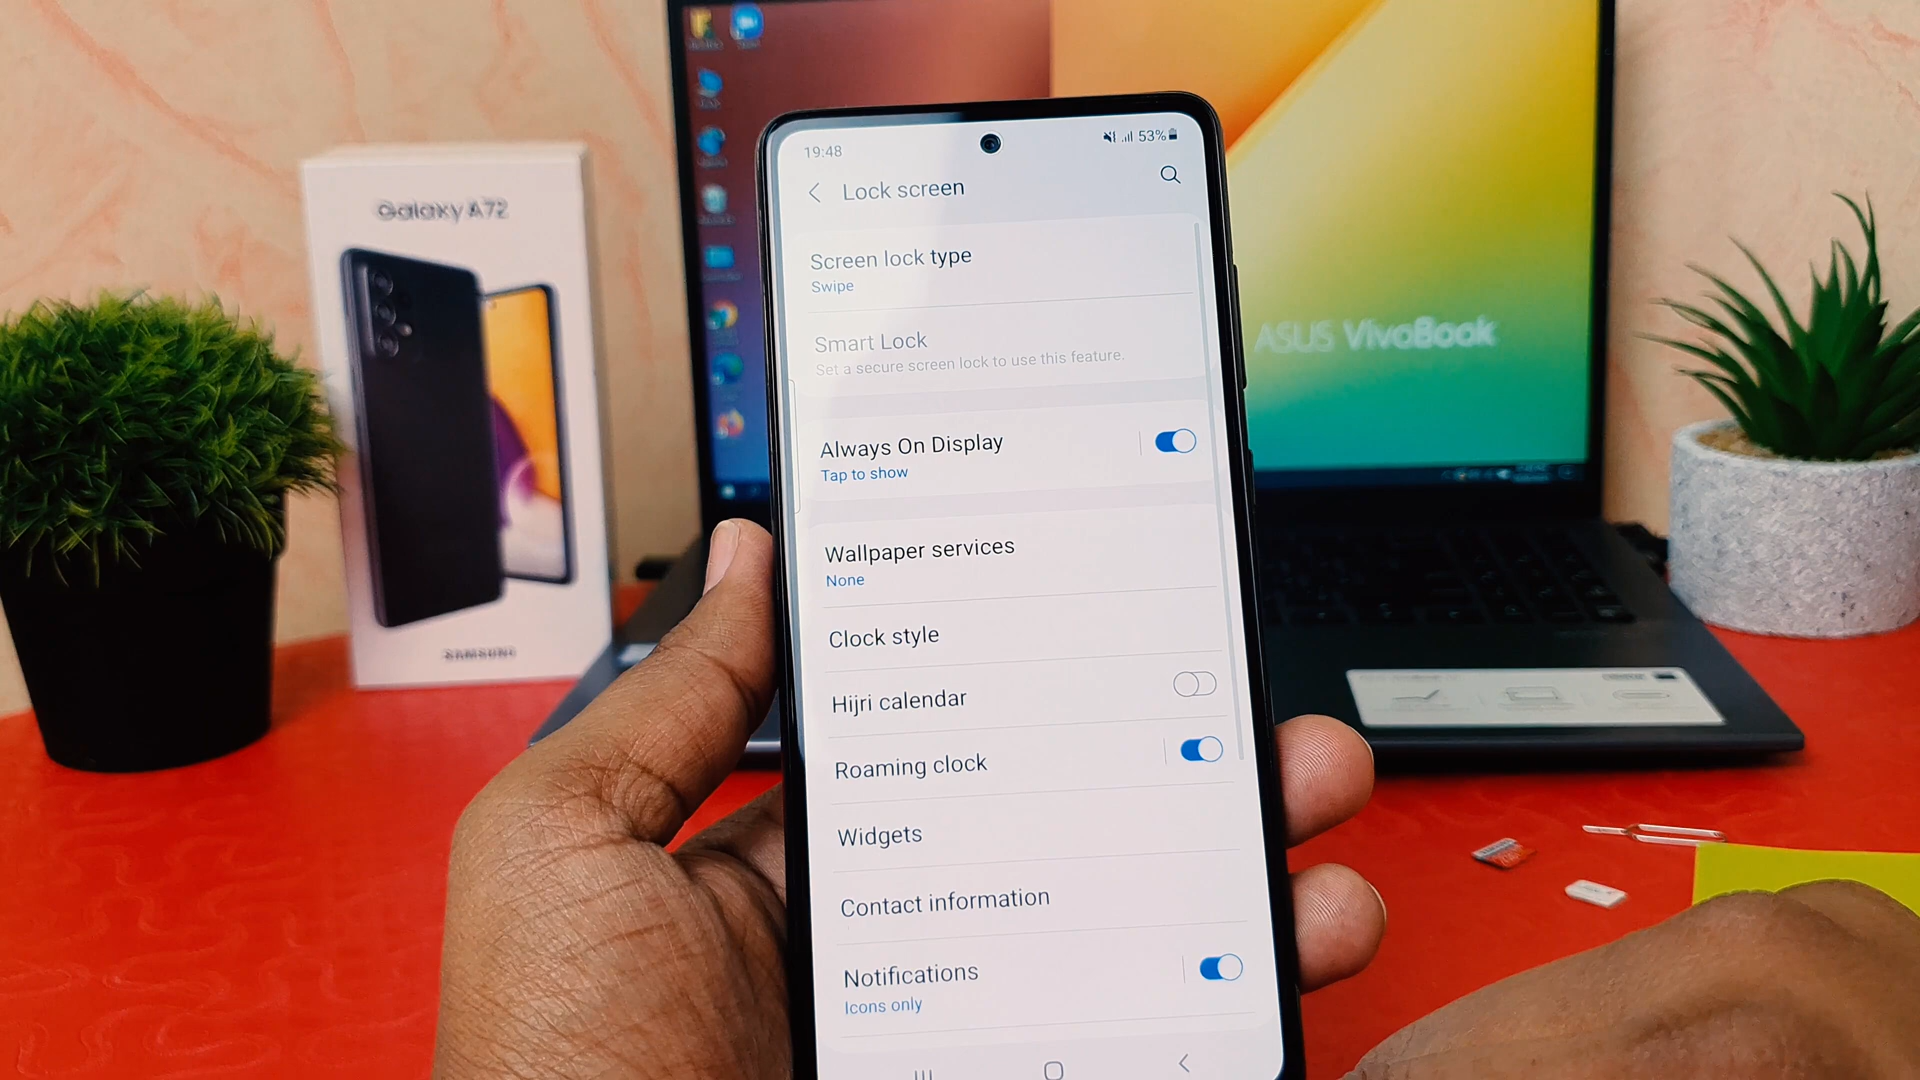 Galaxy A72
SAMSUNG
ASUS VivoBook
19:48
53%
Lock screen
Screen lock type
Swipe
Smart Lock
Set a secure screen lock to use this feature.
Always On Display
Tap to show
Wallpaper services
None
Clock style
Hijri calendar
Roaming clock
Widgets
Contact information
Notifications
Icons only